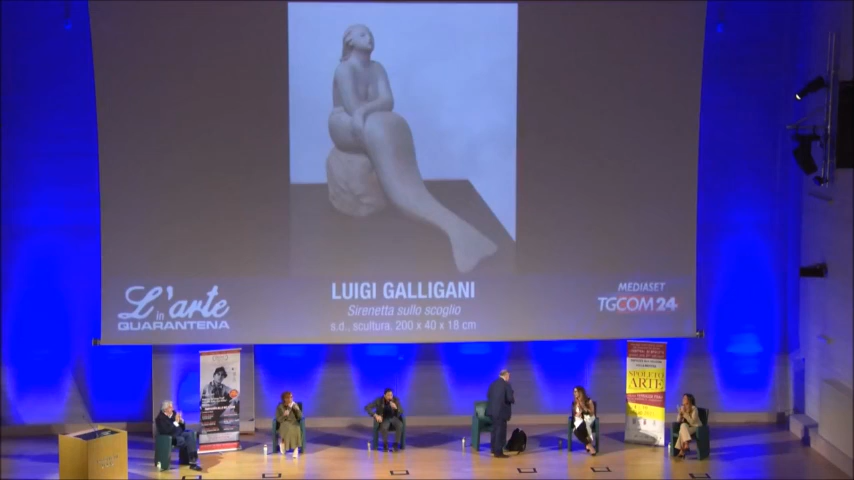 L'arte
in
QUARANTENA
LUIGI GALLIGANI
Sirenetta sullo scoglio
s.d., scultura, 200 x 40 x 18 cm
MEDIASET
TGCOM24
SPOLETO
ARTE